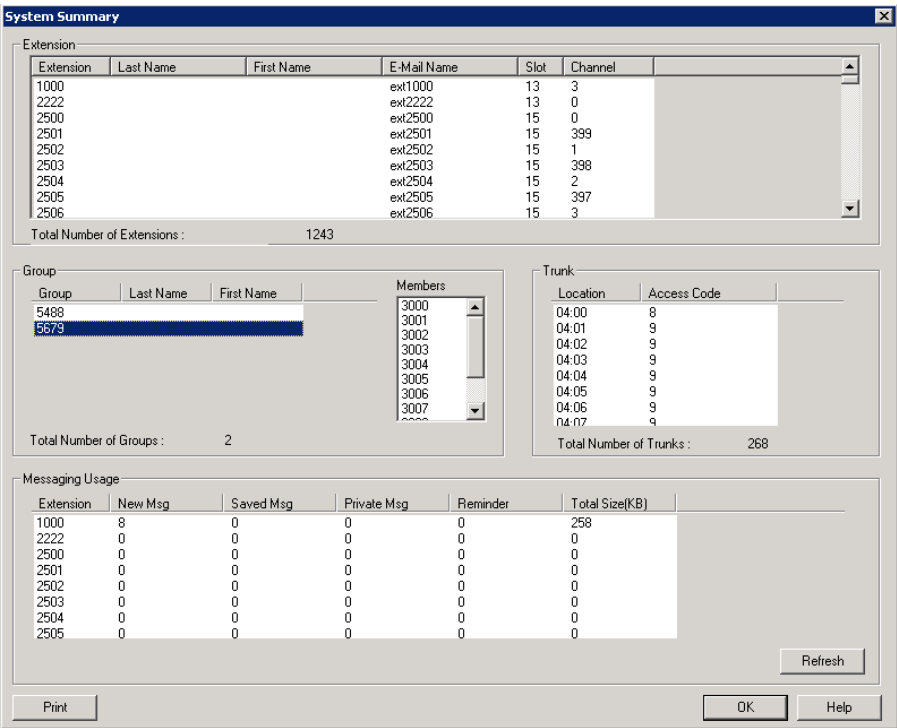 System Summary
Extension
Extension Last Name First Name E-Mail Name Slot Channel
1000 ext1000 13 3
2222 ext2222 13 0
2500 ext2500 15 0
2501 ext2501 15 399
2502 ext2502 15 1
2503 ext2503 15 398
2504 ext2504 15 2
2505 ext2505 15 397
2506 ext2506 15 3
Total Number of Extensions : 1243
Group
Group Last Name First Name
5488
5679
Members
3000
3001
3002
3003
3004
3005
3006
3007
Total Number of Groups : 2
Trunk
Location Access Code
04:00 8
04:01 9
04:02 9
04:03 9
04:04 9
04:05 9
04:06 9
04:07 9
Total Number of Trunks : 268
Messaging Usage
Extension New Msg Saved Msg Private Msg Reminder Total Size(KB)
1000 8 0 0 0 258
2222 0 0 0 0 0
2500 0 0 0 0 0
2501 0 0 0 0 0
2502 0 0 0 0 0
2503 0 0 0 0 0
2504 0 0 0 0 0
2505 0 0 0 0 0
Refresh
Print OK Help